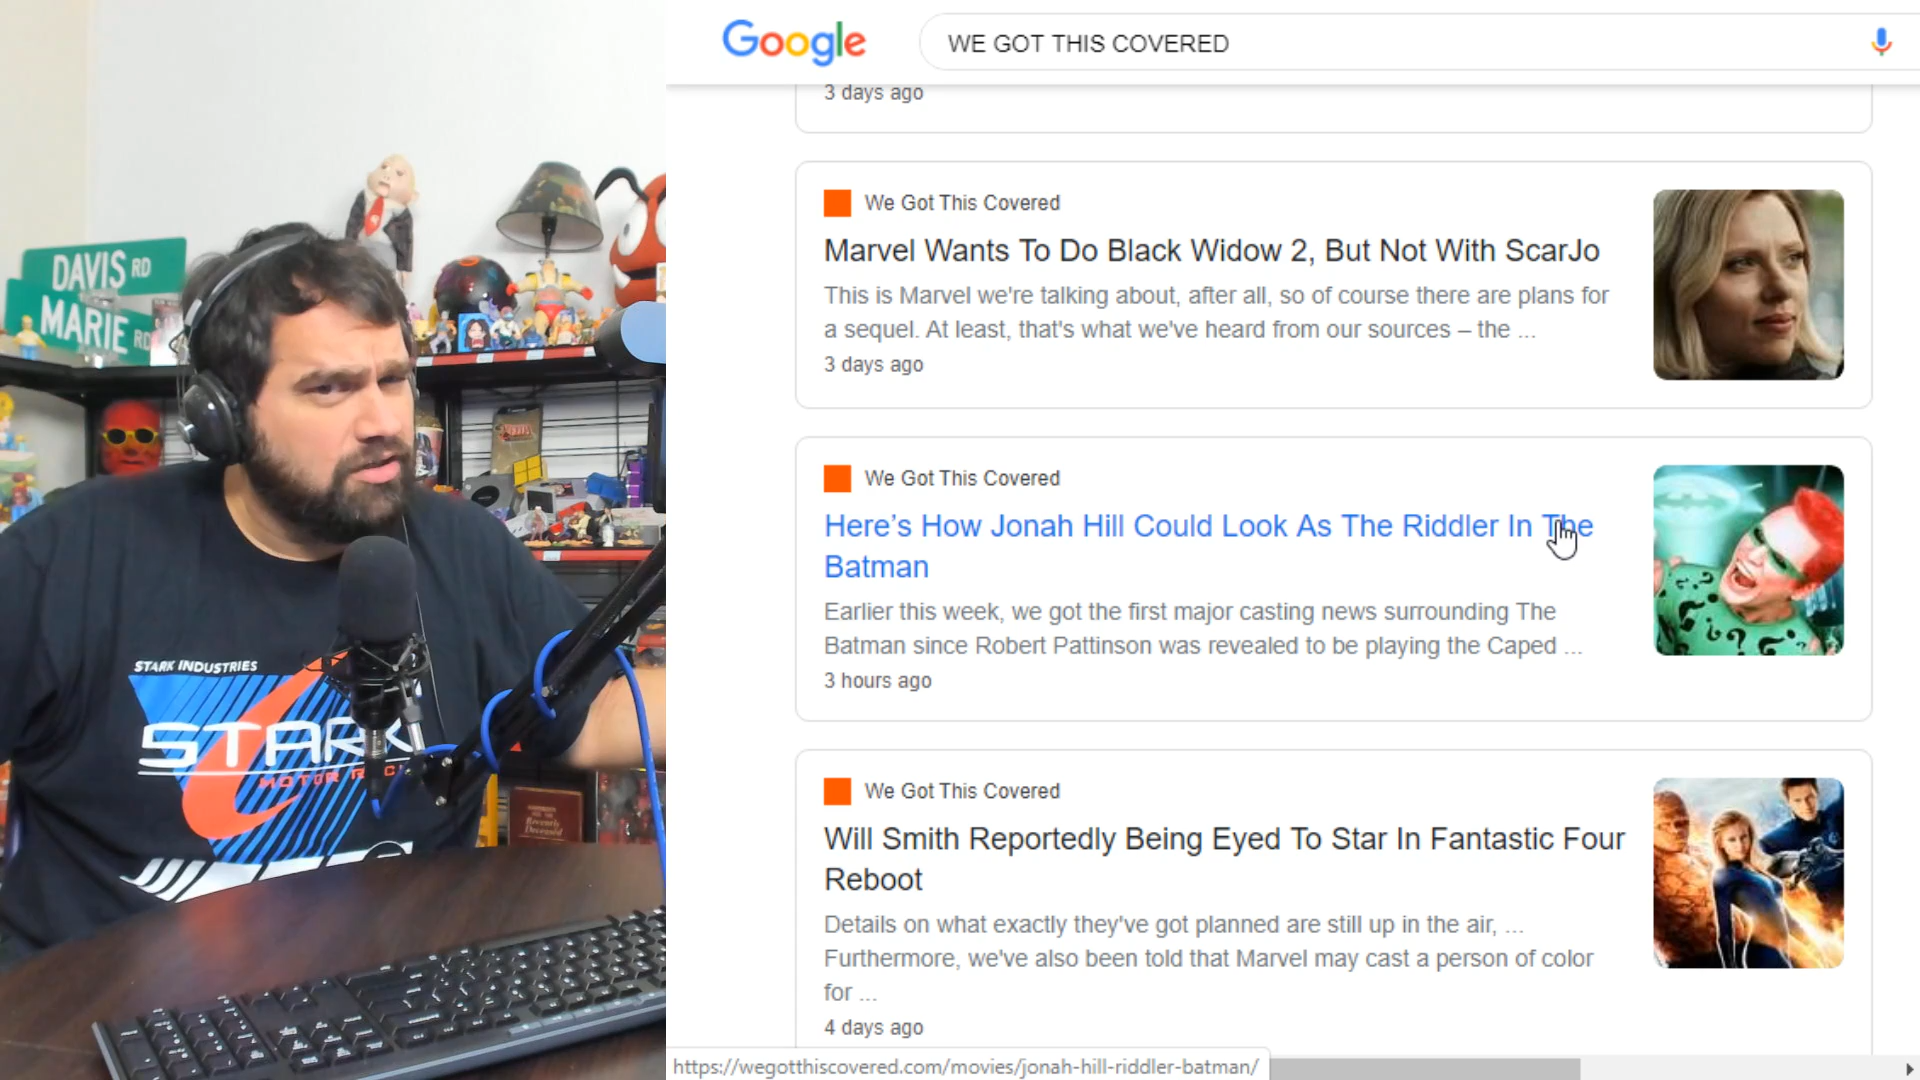 Google
WE GOT THIS COVERED
3 days ago
We Got This Covered
Marvel Wants To Do Black Widow 2, But Not With ScarJo
This is Marvel we're talking about, after all, so of course there are plans for
a sequel. At least, that's what we've heard from our sources – the ...
3 days ago
We Got This Covered
Here’s How Jonah Hill Could Look As The Riddler In The
Batman
Earlier this week, we got the first major casting news surrounding The
Batman since Robert Pattinson was revealed to be playing the Caped ...
3 hours ago
We Got This Covered
Will Smith Reportedly Being Eyed To Star In Fantastic Four
Reboot
Details on what exactly they've got planned are still up in the air, ...
Furthermore, we've also been told that Marvel may cast a person of color
for ...
4 days ago
https://wegotthiscovered.com/movies/jonah-hill-riddler-batman/
DAVIS RD
MARIE RD
STARK INDUSTRIES
STARK
MOTOR